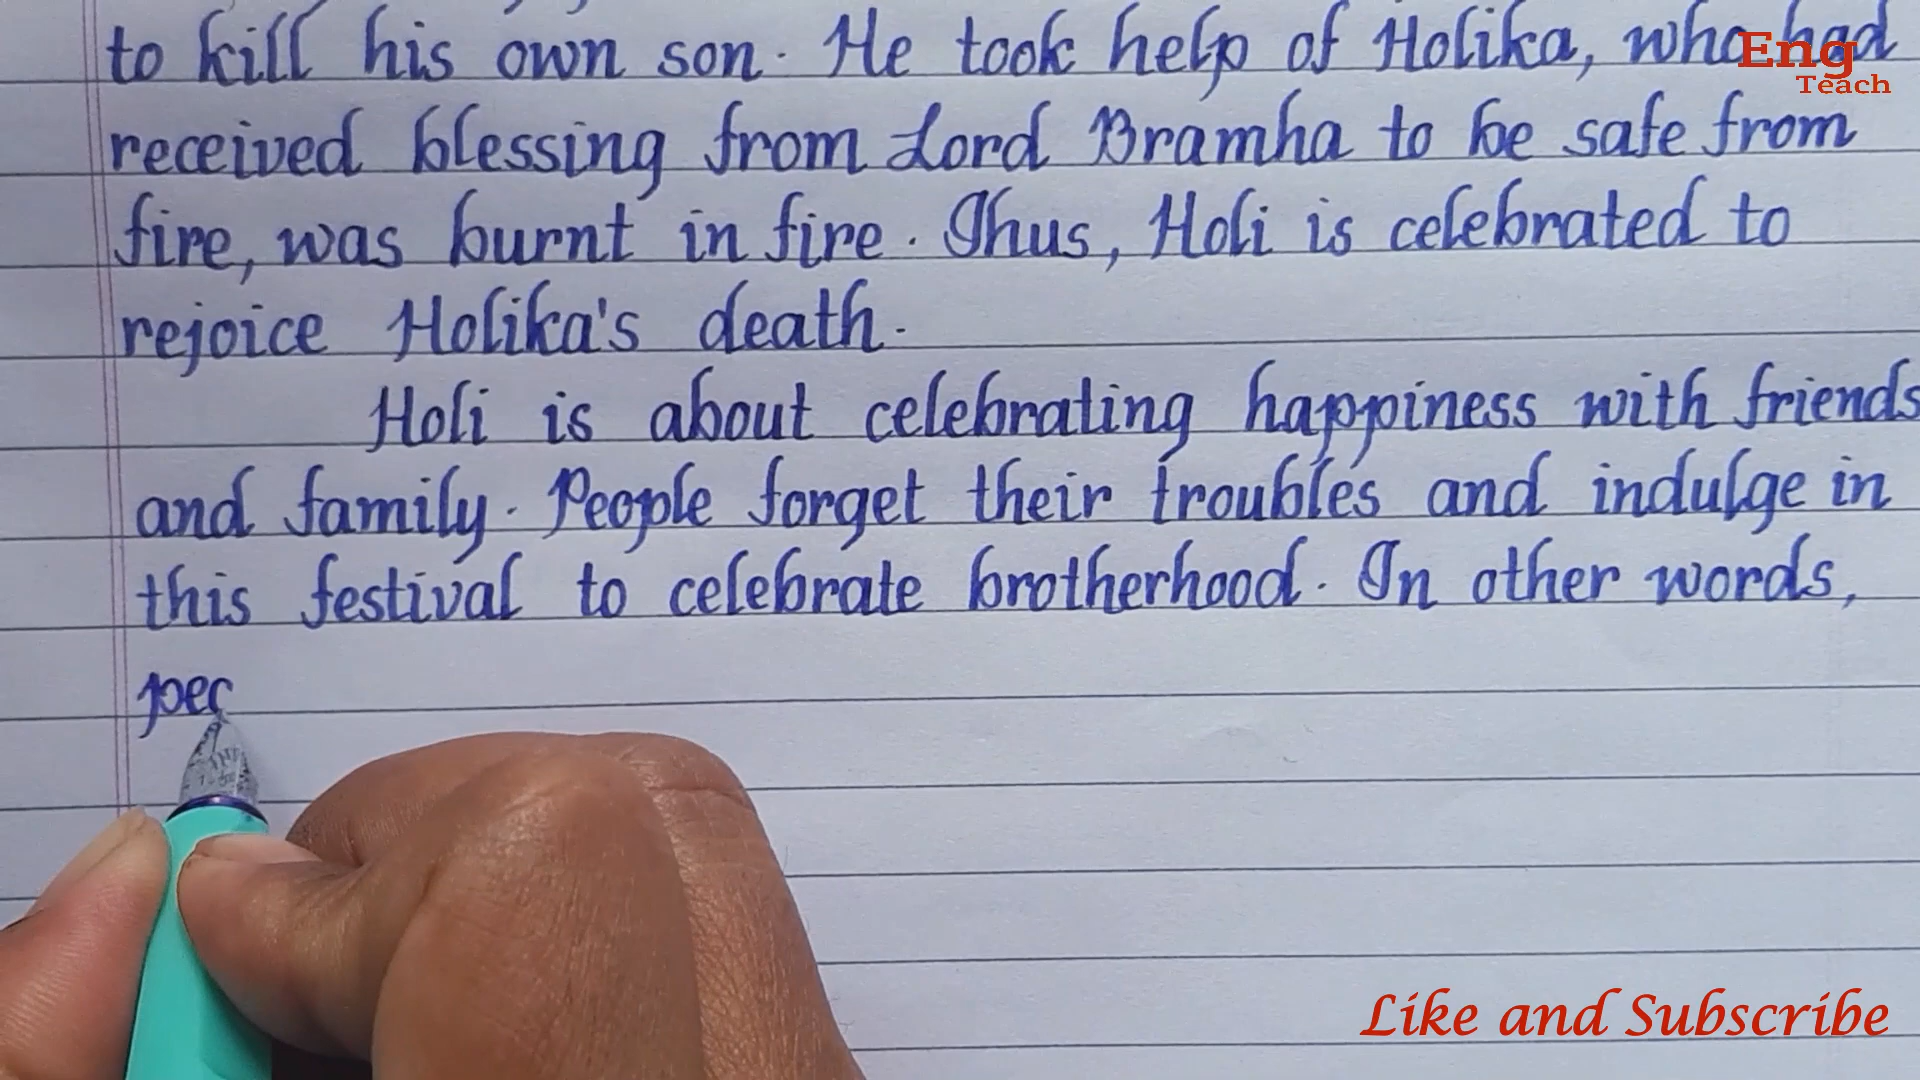 to kill his own son. He took help of Holika, who had
Eng
Teach
received blessing from Lord Bramha to be safe from
fire, was burnt in fire. Thus, Holi is celebrated to
rejoice Holika's death.
Holi is about celebrating happiness with friends
and family. People forget their troubles and indulge in
this festival to celebrate brotherhood. In other words,
pec
Like and Subscribe